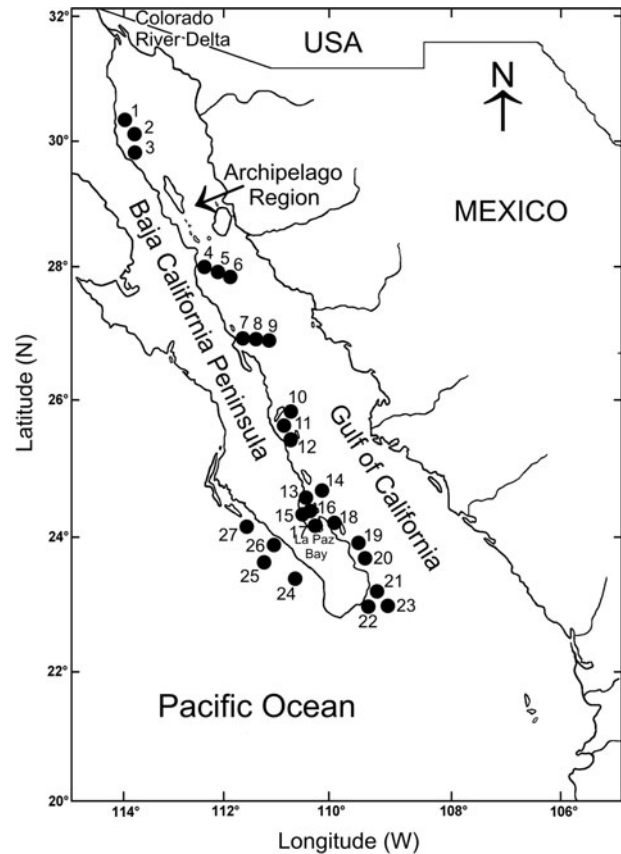 32°
Colorado
River Delta
USA
N
1
30°
2
3
Archipelago
Region
MEXICO
Baja California Peninsula
4
5
6
28°
7
8
9
Latitude (N)
26°
10
11
12
Gulf of California
13
14
15
16
17
18
La Paz
Bay
24°
27
26
25
24
19
20
21
22
23
22°
Pacific Ocean
20°
114°
112°
110°
108°
106°
Longitude (W)